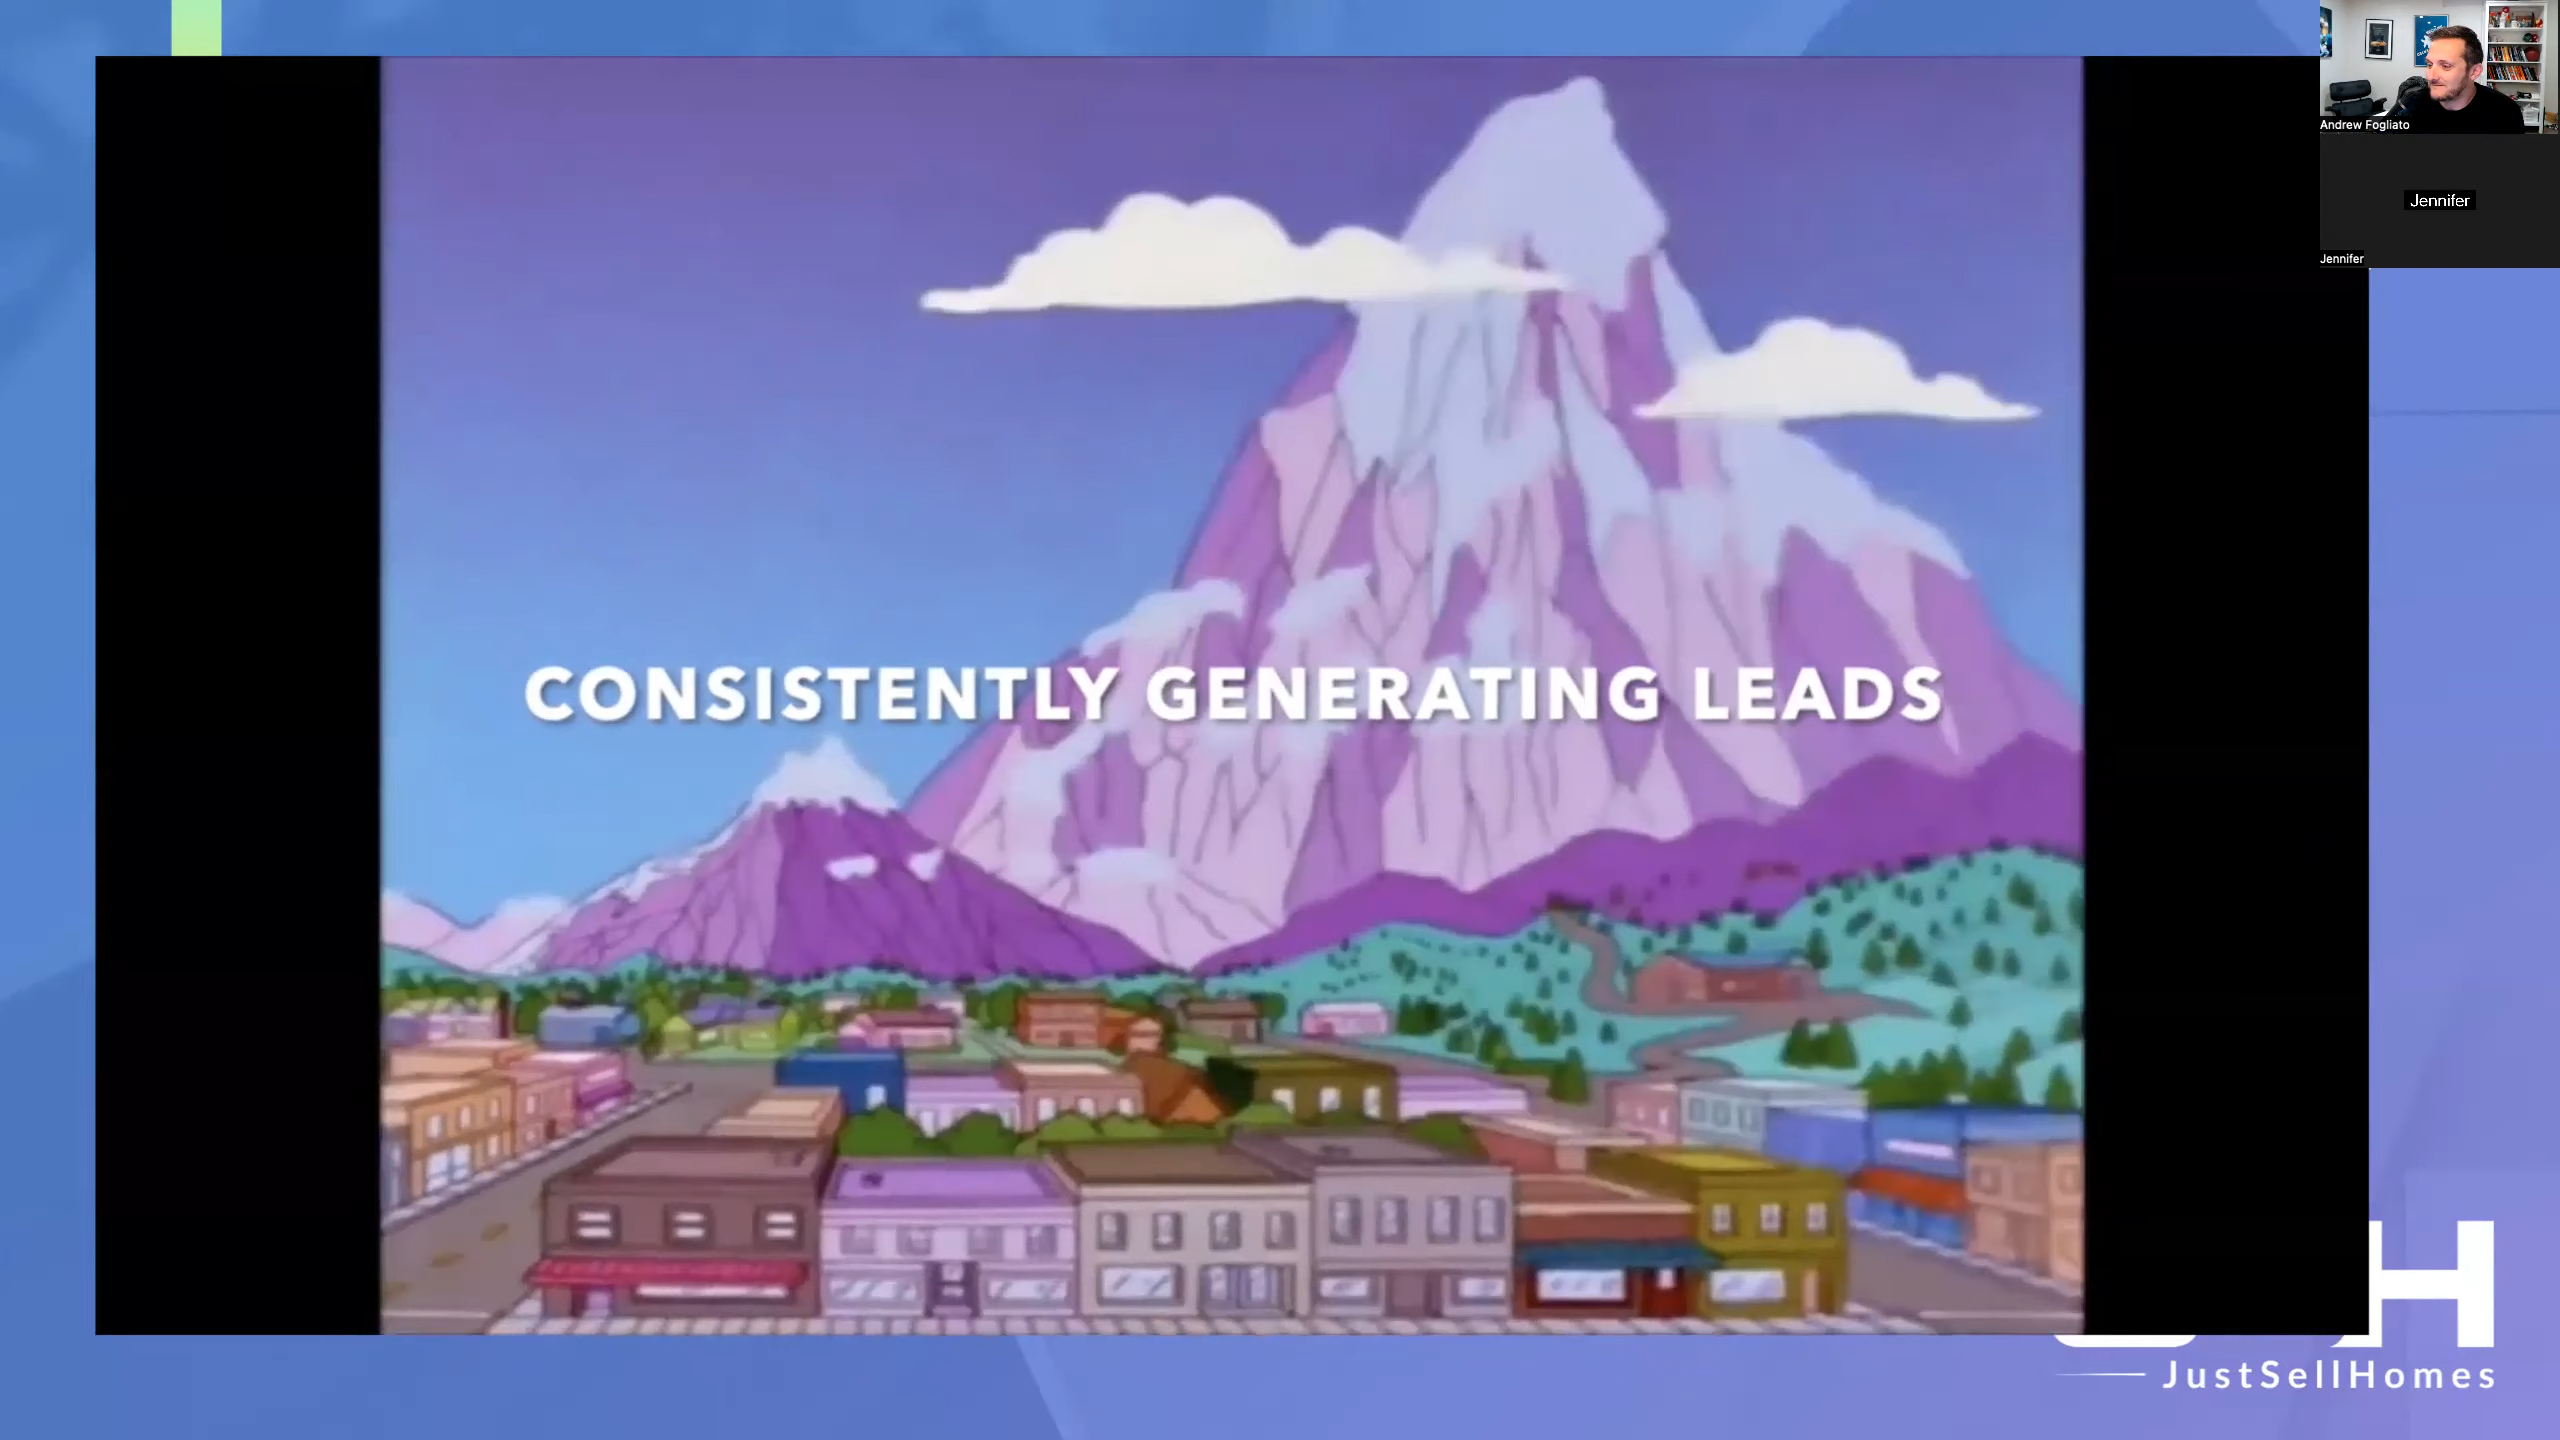 Andrew Fogliato
Jennifer
Jennifer
CONSISTENTLY GENERATING LEADS
H
JustSellHomes